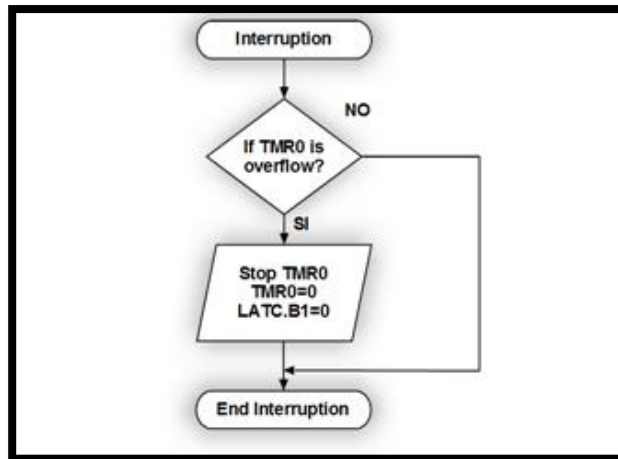 Interruption
NO
If TMR0 is
overflow?
SI
Stop TMR0
TMR0=0
LATC.B1=0
End Interruption